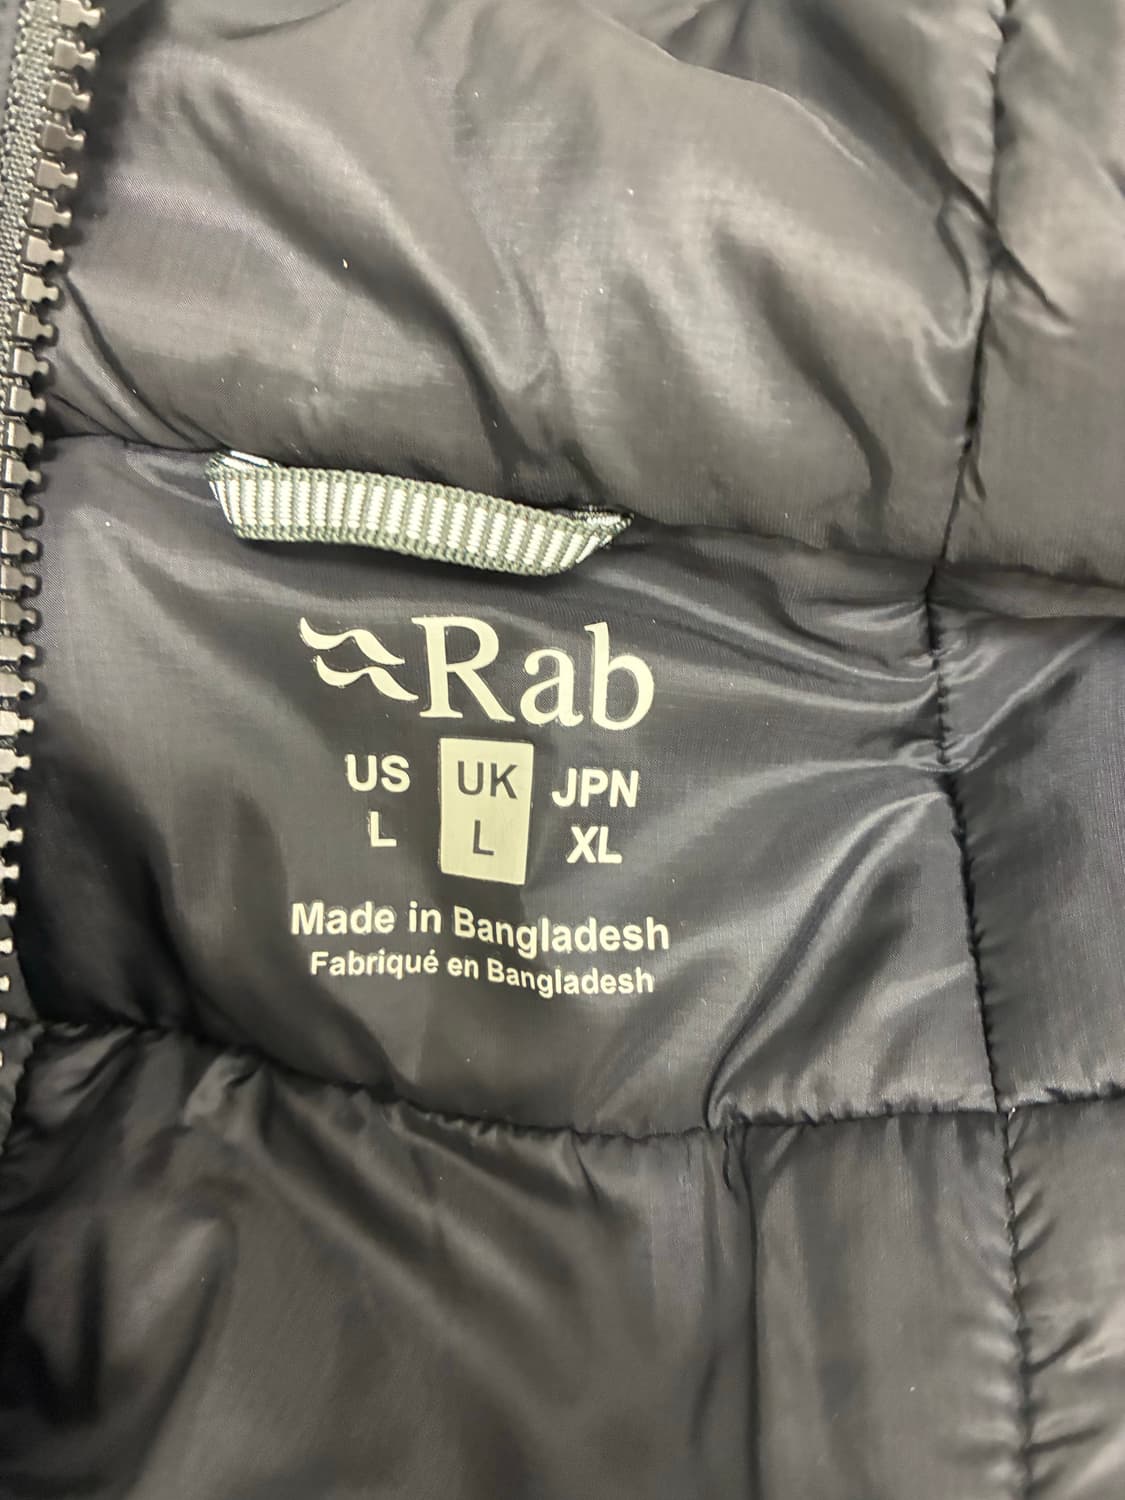 Rab
US UK JPN
L L XL
Made in Bangladesh
Fabriqué en Bangladesh